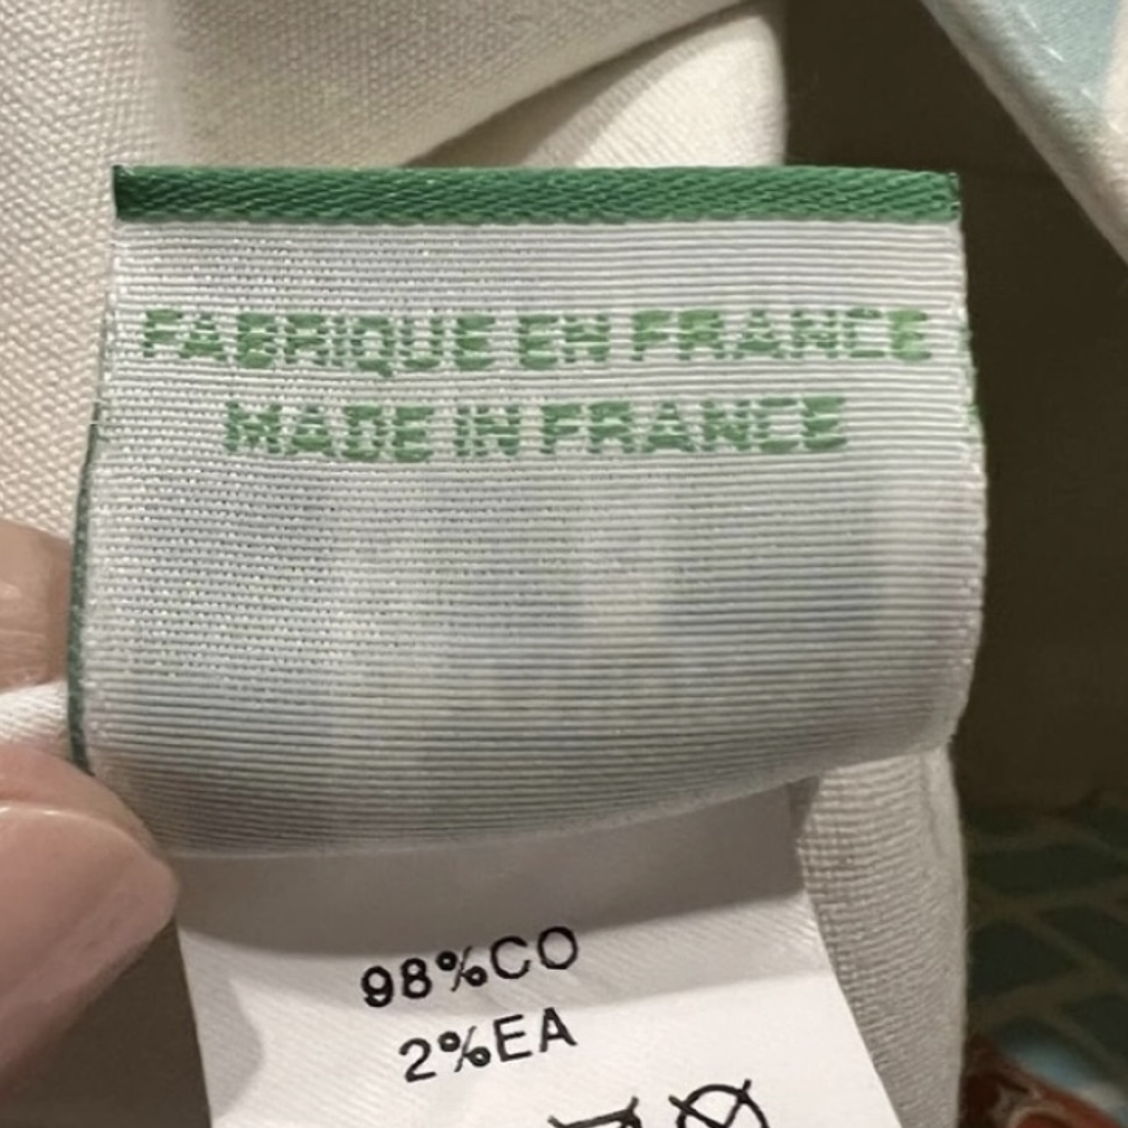 FABRIQUE EN FRANCE
MADE IN FRANCE
98%CO
2%EA